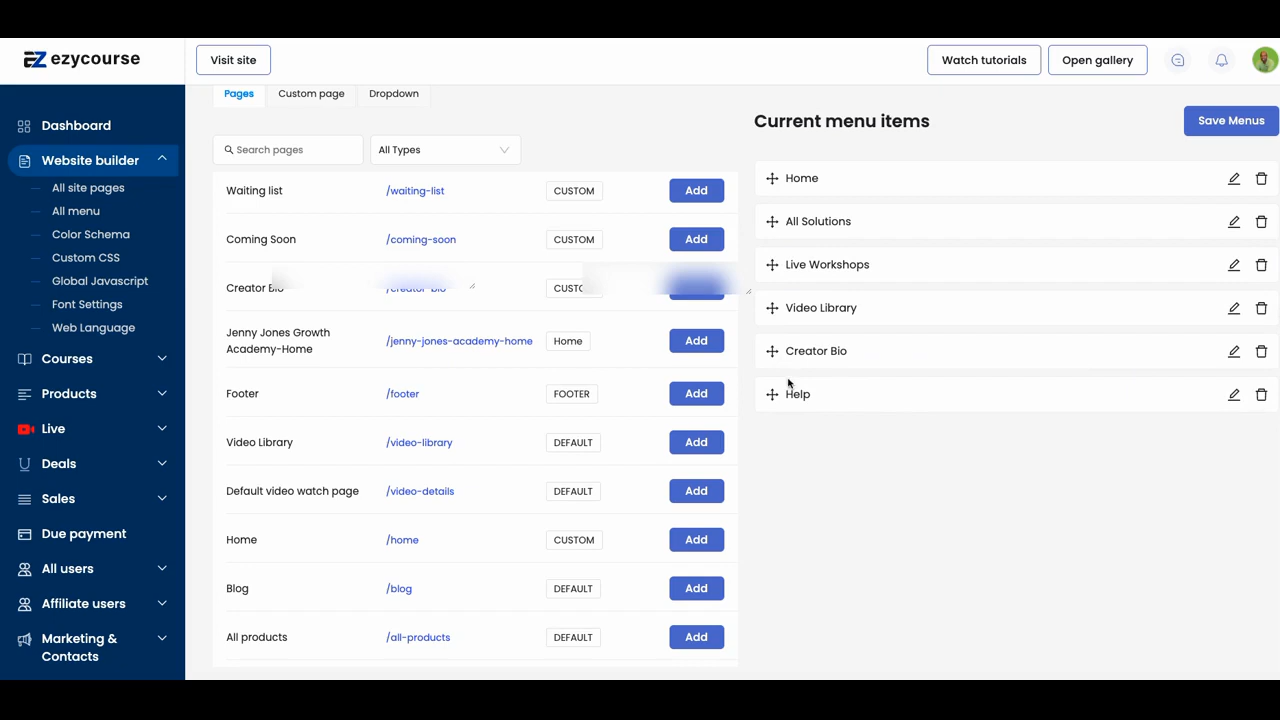 ezycourse
Visit site
Watch tutorials
Open gallery
Dashboard
Website builder
All site pages
All menu
Color Schema
Custom CSS
Global Javascript
Font Settings
Web Language
Courses
Products
Live
Deals
Sales
Due payment
All users
Affiliate users
Marketing &
Contacts
Pages
Custom page
Dropdown
Search pages
All Types
Waiting list
/waiting-list
CUSTOM
Add
Coming Soon
/coming-soon
CUSTOM
Add
Creator Bio
/creator-bio
Jenny Jones Growth
Academy-Home
/jenny-jones-academy-home
Home
Add
Footer
/footer
FOOTER
Add
Video Library
/video-library
DEFAULT
Add
Default video watch page
/video-details
DEFAULT
Add
Home
/home
CUSTOM
Add
Blog
/blog
DEFAULT
Add
All products
/all-products
DEFAULT
Add
Current menu items
Save Menus
Home
All Solutions
Live Workshops
Video Library
Creator Bio
Help